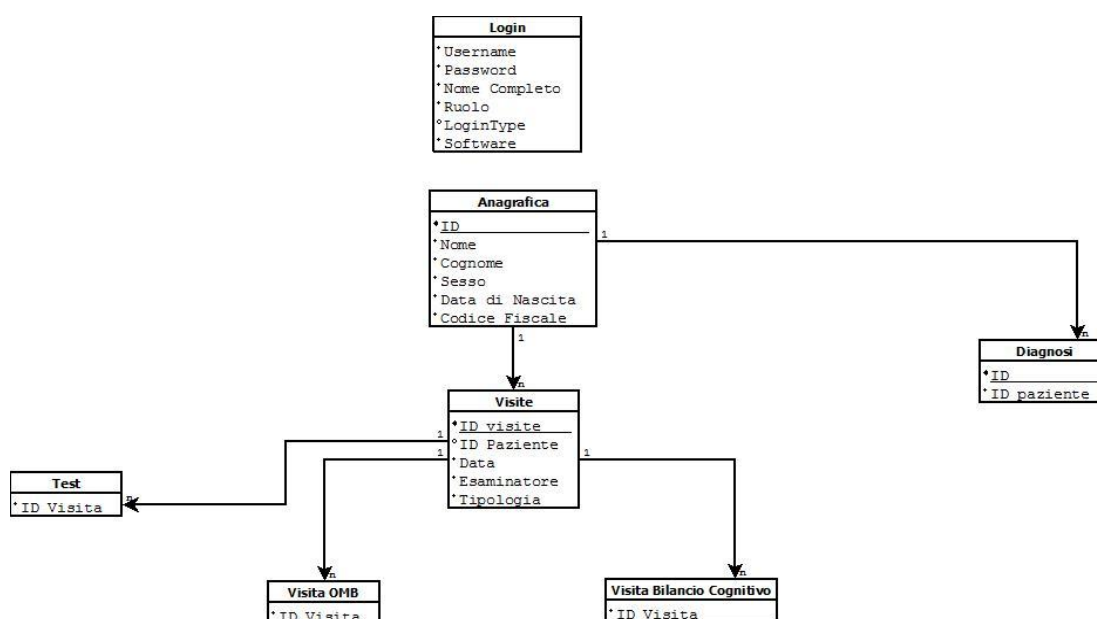 Login
Username
Password
Nome Completo
Ruolo
LoginType
Software
Anagrafica
ID
Nome
Cognome
Sesso
Data di Nascita
Codice Fiscale
1
1
n
Diagnosi
ID
ID paziente
n
Visite
ID visite
ID Paziente
Data
Esaminatore
Tipologia
1
1
1
Test
ID Visita
n
n
Visita OMB
ID Visita
n
Visita Bilancio Cognitivo
ID Visita